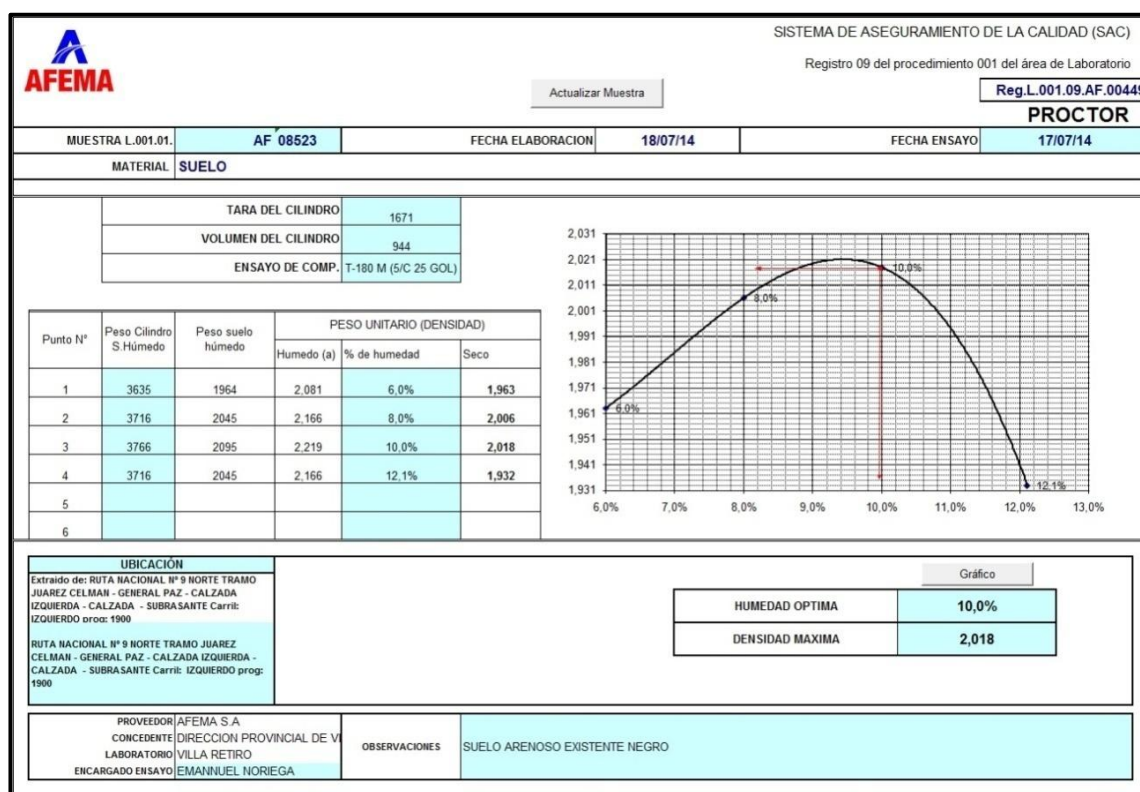 AFEMA
SISTEMA DE ASEGURAMIENTO DE LA CALIDAD (SAC)
Registro 09 del procedimiento 001 del área de Laboratorio
Actualizar Muestra
Reg.L.001.09.AF.00449
PROCTOR
MUESTRA L.001.01. AF 08523 FECHA ELABORACION 18/07/14 FECHA ENSAYO 17/07/14
MATERIAL SUELO
TARA DEL CILINDRO 1671
VOLUMEN DEL CILINDRO 944
ENSAYO DE COMP. T-180 M (5/C 25 GOL)
Punto N° Peso Cilindro S.Húmedo Peso suelo húmedo PESO UNITARIO (DENSIDAD)
Humedo (a) % de humedad Seco
1 3635 1964 2,081 6,0% 1,963
2 3716 2045 2,166 8,0% 2,006
3 3766 2095 2,219 10,0% 2,018
4 3716 2045 2,166 12,1% 1,932
5
6
2,031
2,021
2,011
2,001
1,991
1,981
1,971
1,961
1,951
1,941
1,931
6,0%
8,0%
10,0%
12,1%
6,0% 7,0% 8,0% 9,0% 10,0% 11,0% 12,0% 13,0%
UBICACIÓN
Extraido de: RUTA NACIONAL Nº 9 NORTE TRAMO
JUAREZ CELMAN - GENERAL PAZ - CALZADA
IZQUIERDA - CALZADA - SUBRASANTE Carril:
IZQUIERDO prog: 1900
RUTA NACIONAL Nº 9 NORTE TRAMO JUAREZ
CELMAN - GENERAL PAZ - CALZADA IZQUIERDA -
CALZADA - SUBRASANTE Carril: IZQUIERDO prog:
1900
Gráfico
HUMEDAD OPTIMA 10,0%
DENSIDAD MAXIMA 2,018
PROVEEDOR AFEMA S.A
CONCEDENTE DIRECCION PROVINCIAL DE VI
LABORATORIO VILLA RETIRO
ENCARGADO ENSAYO EMANNUEL NORIEGA
OBSERVACIONES SUELO ARENOSO EXISTENTE NEGRO